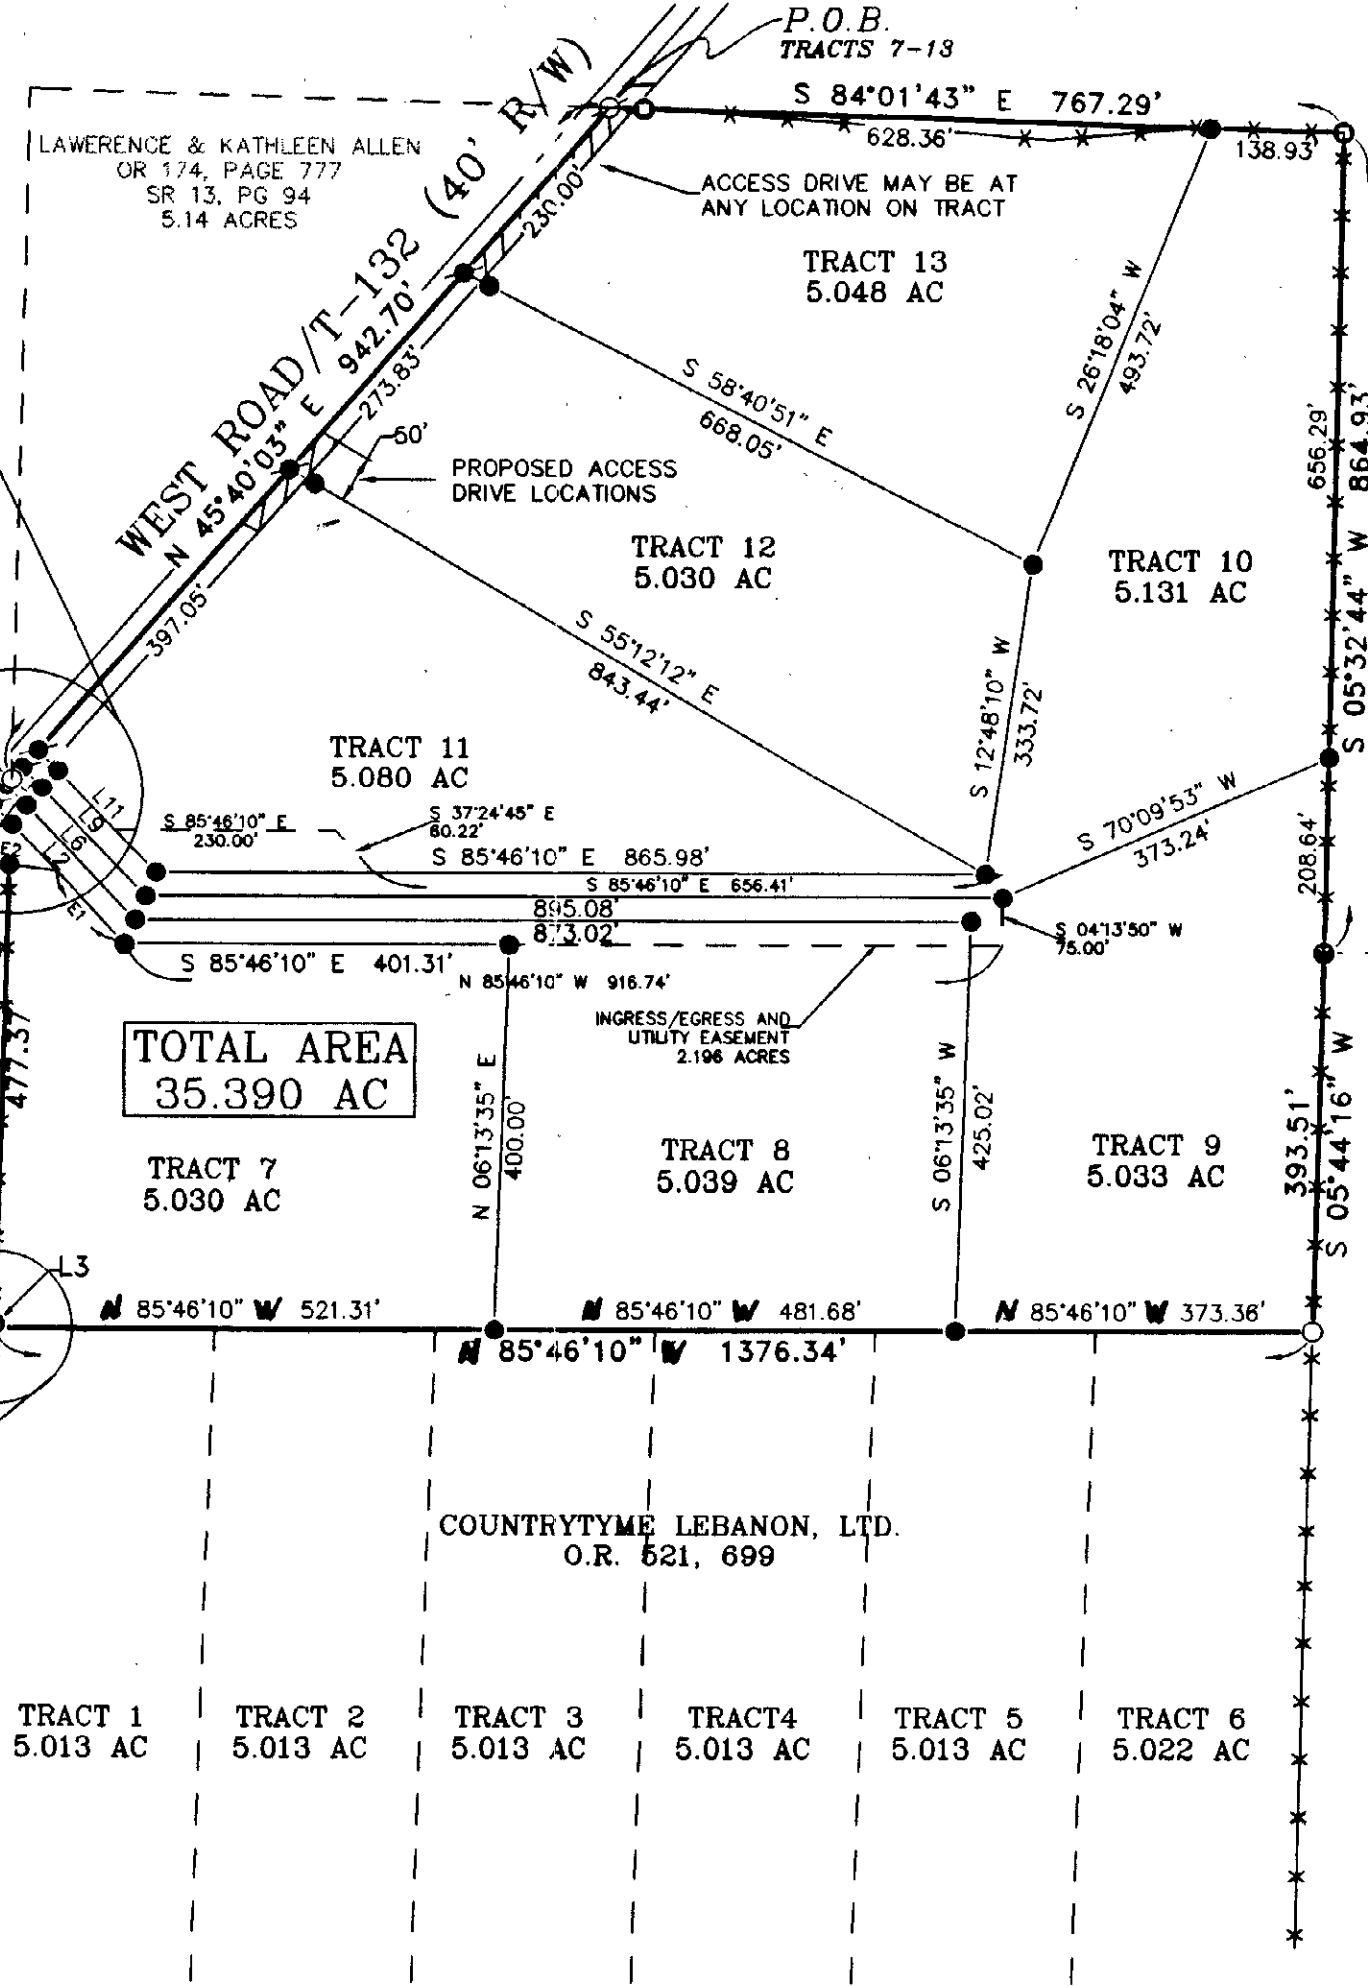 P.O.B.
TRACTS 7-13
S 84°01'43" E 767.29'
628.36'
138.93'
LAWERENCE & KATHLEEN ALLEN
OR 174, PAGE 777
SR 13, PG 94
5.14 ACRES
WEST ROAD/T-132 (40' R/W)
N 45°40'03" E 942.70'
230.00'
273.83'
397.05'
ACCESS DRIVE MAY BE AT
ANY LOCATION ON TRACT
TRACT 13
5.048 AC
S 26°18'04" W
493.72'
S 58°40'51" E
668.05'
50'
PROPOSED ACCESS
DRIVE LOCATIONS
656.29'
S 05°32'44" W 864.93'
TRACT 12
5.030 AC
TRACT 10
5.131 AC
S 55°12'12" E
843.44'
S 12°48'10" W
333.72'
TRACT 11
5.080 AC
S 70°09'53" W
373.24'
208.64'
L11
L9
L6
L2
E2
E1
S 85°46'10" E
230.00'
S 37°24'45" E
60.22'
S 85°46'10" E 865.98'
S 85°46'10" E 656.41'
895.08'
873.02'
S 04°13'50" W
75.00'
S 85°46'10" E 401.31'
N 85°46'10" W 916.74'
INGRESS/EGRESS AND
UTILITY EASEMENT
2.196 ACRES
TOTAL AREA
35.390 AC
477.37
N 06°13'35" E
400.00'
S 06°13'35" W
425.02'
393.51'
S 05°44'16" W
TRACT 7
5.030 AC
TRACT 8
5.039 AC
TRACT 9
5.033 AC
L3
N 85°46'10" W 521.31'
N 85°46'10" W 481.68'
N 85°46'10" W 373.36'
N 85°46'10" W 1376.34'
COUNTRYTYME LEBANON, LTD.
O.R. 521, 699
TRACT 1
5.013 AC
TRACT 2
5.013 AC
TRACT 3
5.013 AC
TRACT4
5.013 AC
TRACT 5
5.013 AC
TRACT 6
5.022 AC